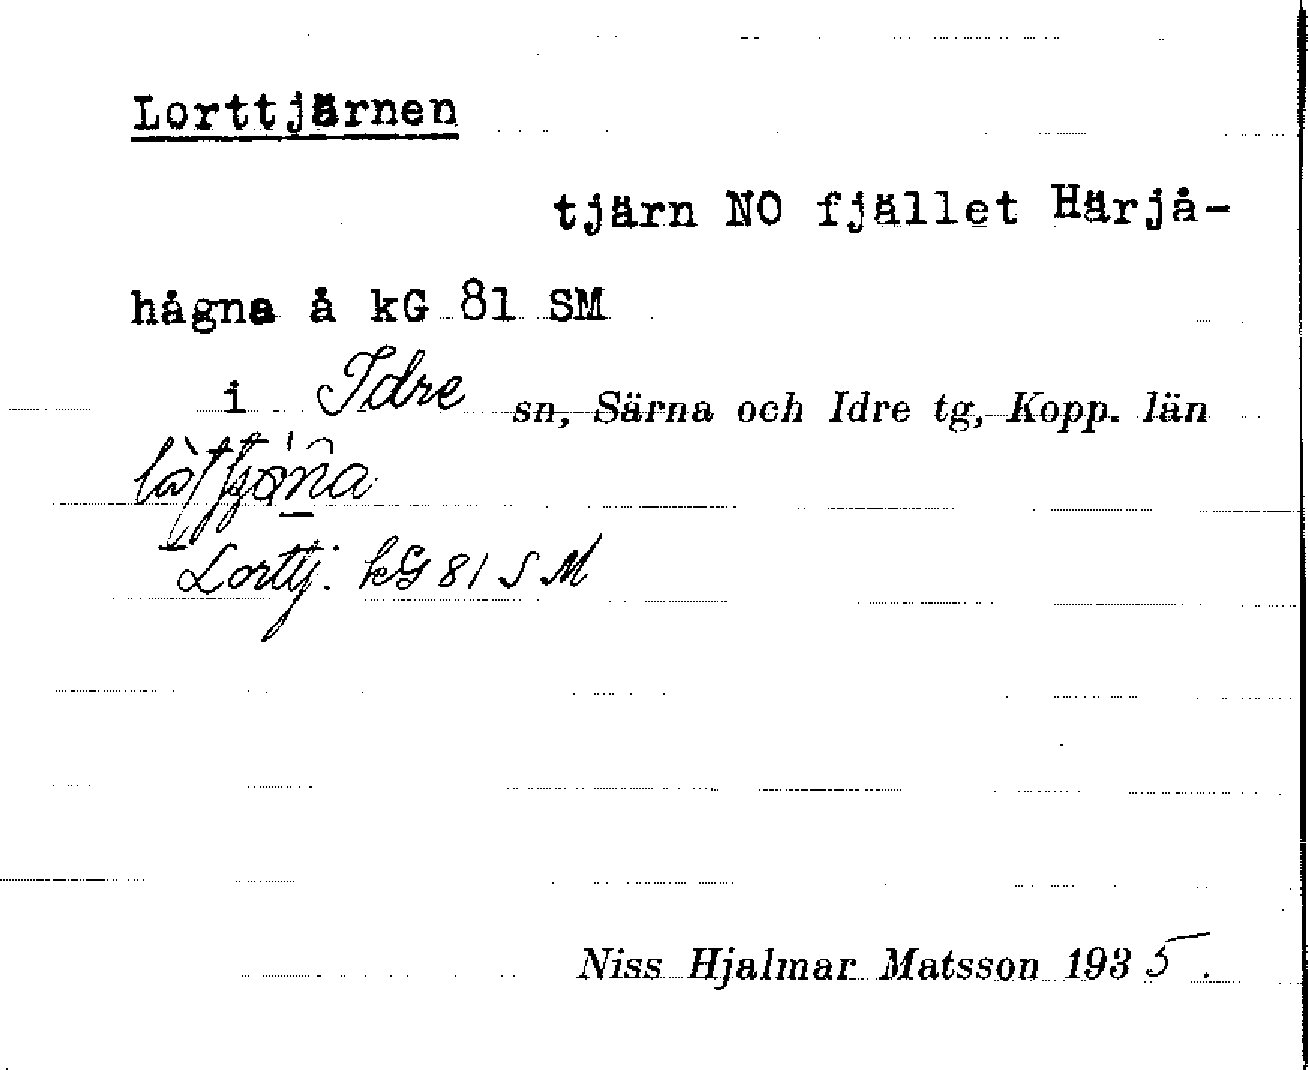 Lorttjärnen
tjärn NO fjället Härjå-
hågna å kG 81 SM
i Idre sn, Särna och Idre tg, Kopp. län
Lorttj. kG 81 SM
Niss Hjalmar Matsson 1935.